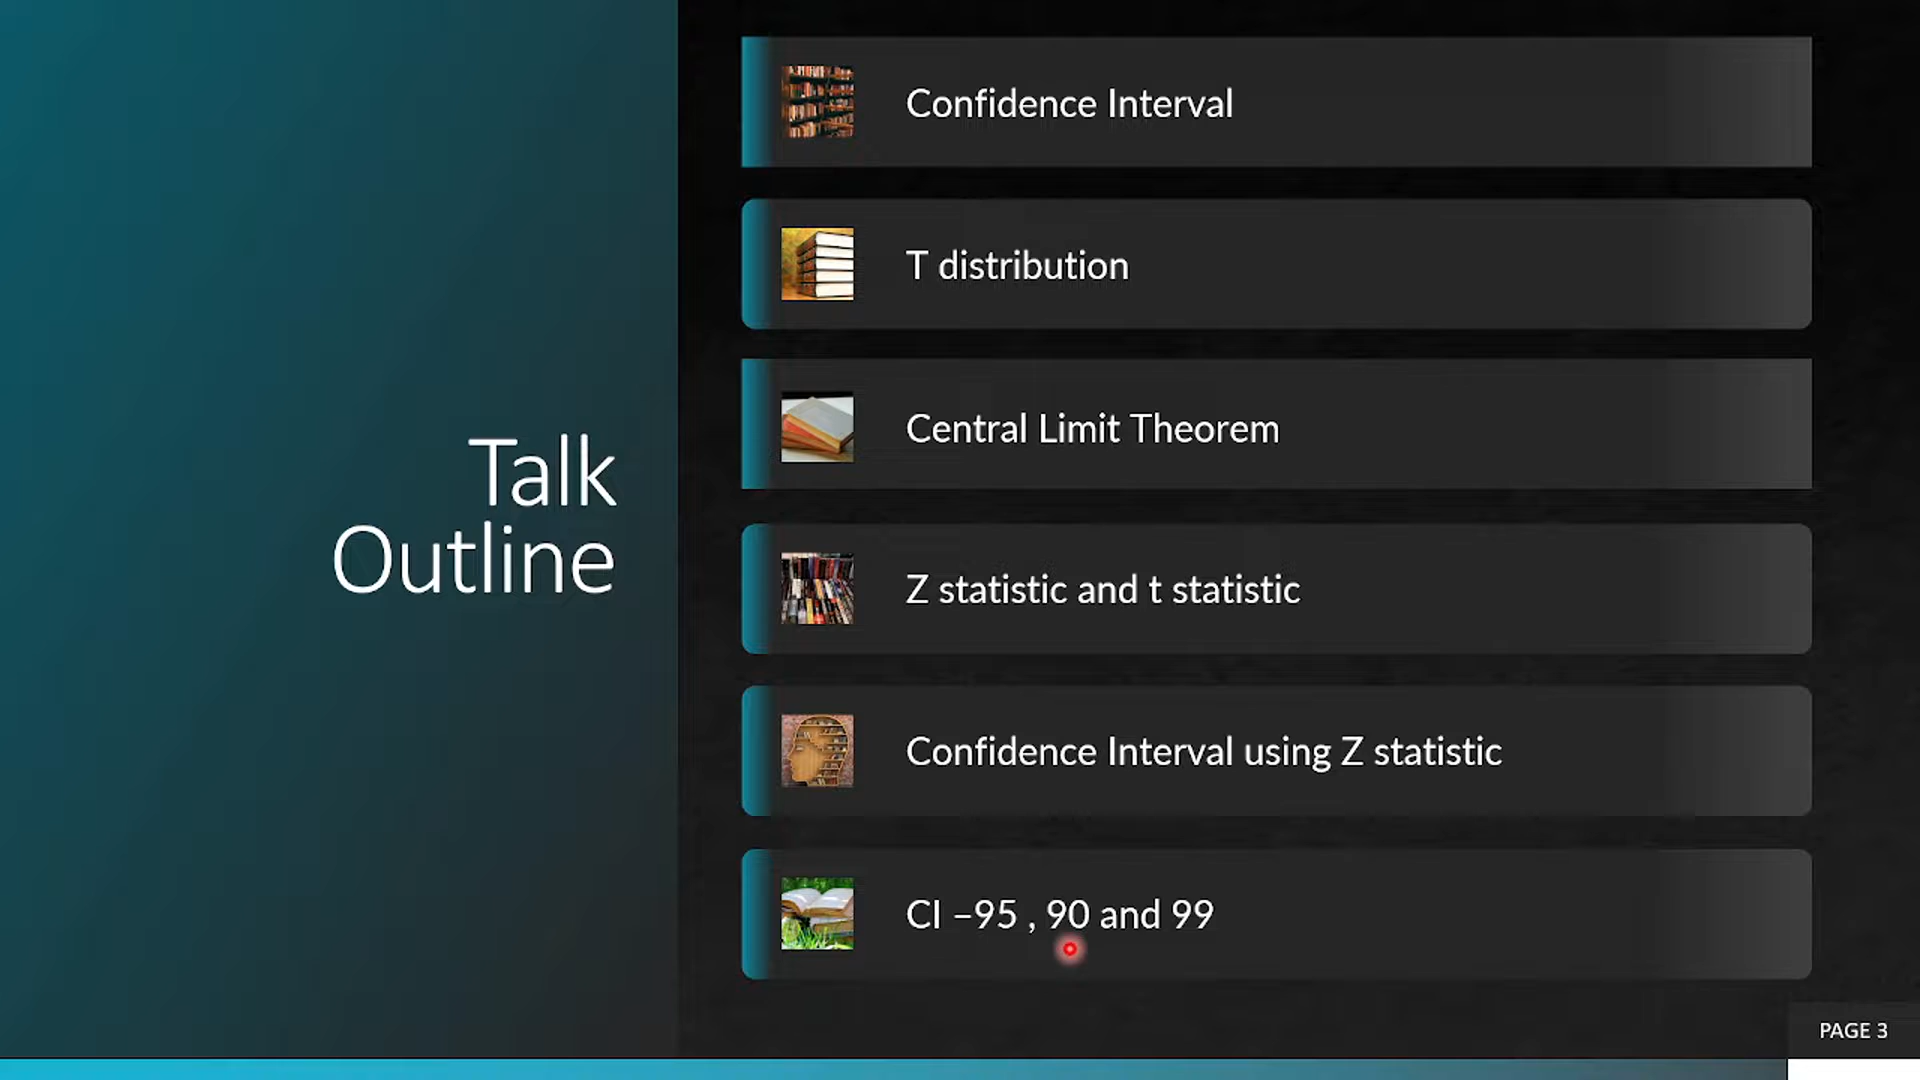 Talk
Outline
Confidence Interval
T distribution
Central Limit Theorem
Z statistic and t statistic
Confidence Interval using Z statistic
CI –95 , 90 and 99
PAGE 3